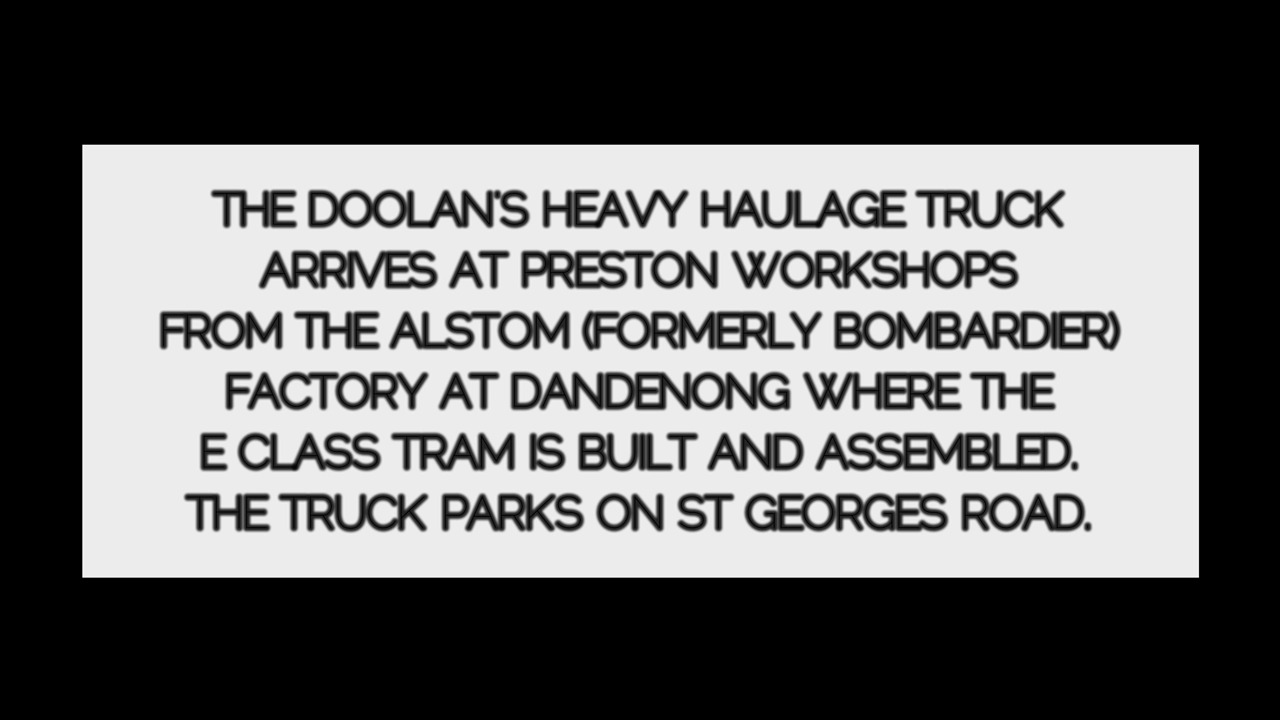 THE DOOLAN'S HEAVY HAULAGE TRUCK
ARRIVES AT PRESTON WORKSHOPS
FROM THE ALSTOM (FORMERLY BOMBARDIER)
FACTORY AT DANDENONG WHERE THE
E CLASS TRAM IS BUILT AND ASSEMBLED.
THE TRUCK PARKS ON ST GEORGES ROAD.